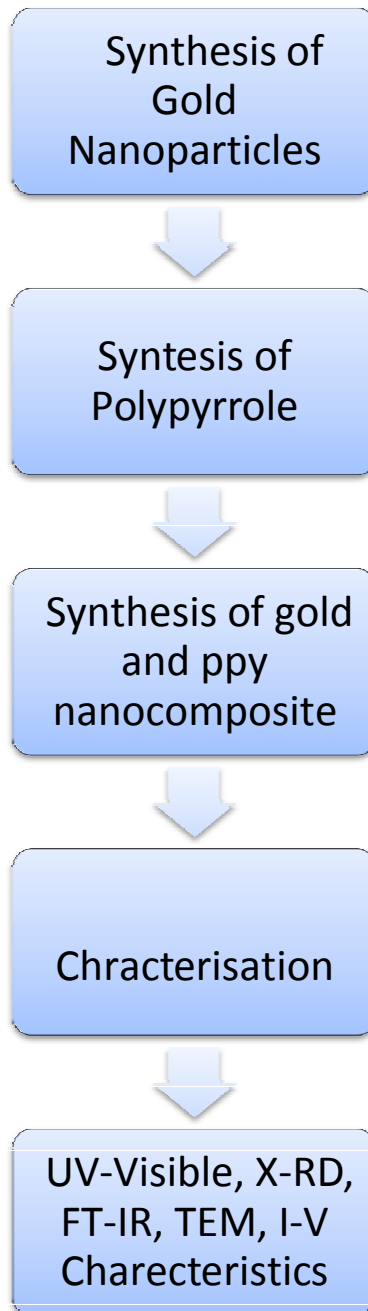 Synthesis of
Gold
Nanoparticles
Syntesis of
Polypyrrole
Synthesis of gold
and ppy
nanocomposite
Chracterisation
UV-Visible, X-RD,
FT-IR, TEM, I-V
Charecteristics